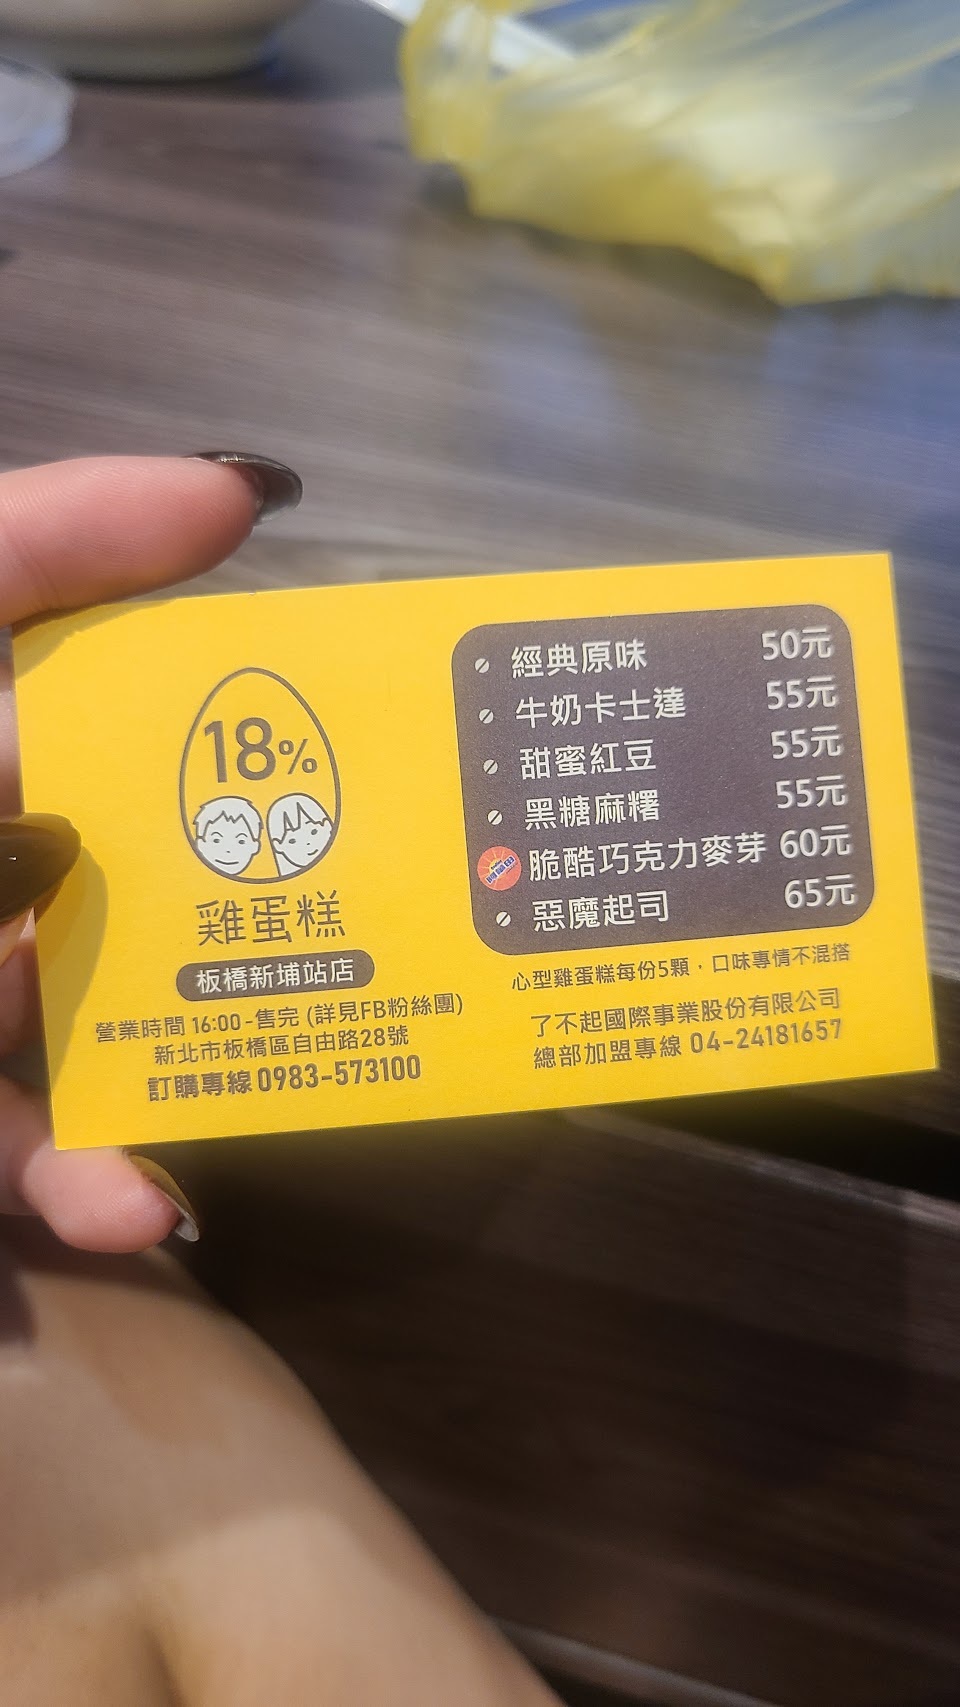 18%
雞蛋糕
板橋新埔站店
營業時間 16:00-售完 (詳見FB粉絲團)
新北市板橋區自由路28號
訂購專線 0983-573100
經典原味 50元
牛奶卡士達 55元
甜蜜紅豆 55元
黑糖麻糬 55元
脆酷巧克力麥芽 60元
惡魔起司 65元
心型雞蛋糕每份5顆，口味專情不混搭
了不起國際事業股份有限公司
總部加盟專線 04-24181657